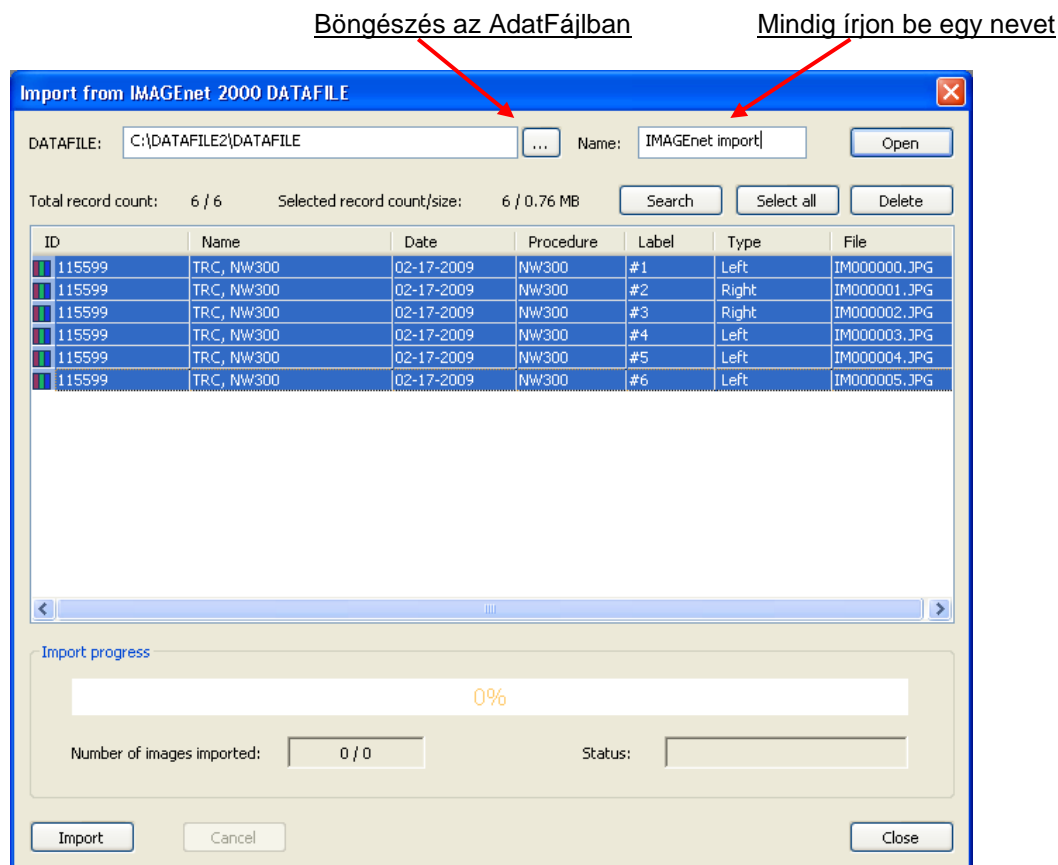 Böngészés az AdatFájlban Mindig írjon be egy nevet
Import from IMAGEnet 2000 DATAFILE
DATAFILE: C:\DATAFILE2\DATAFILE ... Name: IMAGEnet import Open
Total record count: 6 / 6 Selected record count/size: 6 / 0.76 MB Search Select all Delete
ID Name Date Procedure Label Type File
115599 TRC, NW300 02-17-2009 NW300 #1 Left IM000000.JPG
115599 TRC, NW300 02-17-2009 NW300 #2 Right IM000001.JPG
115599 TRC, NW300 02-17-2009 NW300 #3 Right IM000002.JPG
115599 TRC, NW300 02-17-2009 NW300 #4 Left IM000003.JPG
115599 TRC, NW300 02-17-2009 NW300 #5 Left IM000004.JPG
115599 TRC, NW300 02-17-2009 NW300 #6 Left IM000005.JPG
Import progress
0%
Number of images imported: 0 / 0 Status:
Import Cancel Close